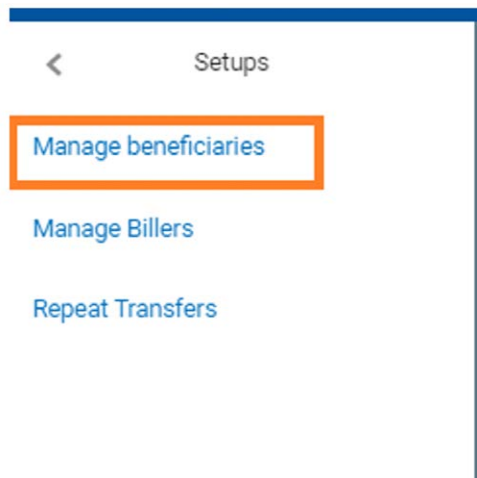 Setups
Manage beneficiaries
Manage Billers
Repeat Transfers